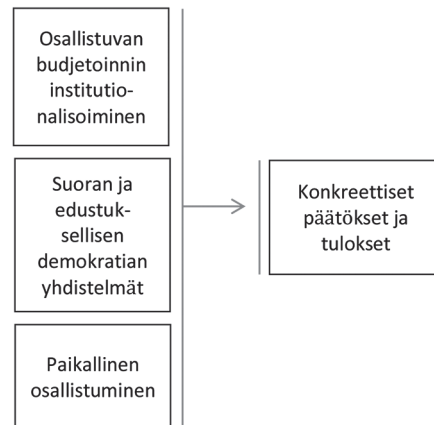 Osallistuvan
budjetoinnin
institutio-
nalisoiminen
Suoran ja
edustuk-
sellisen
demokratian
yhdistelmät
Konkreettiset
päätökset ja
tulokset
Paikallinen
osallistuminen